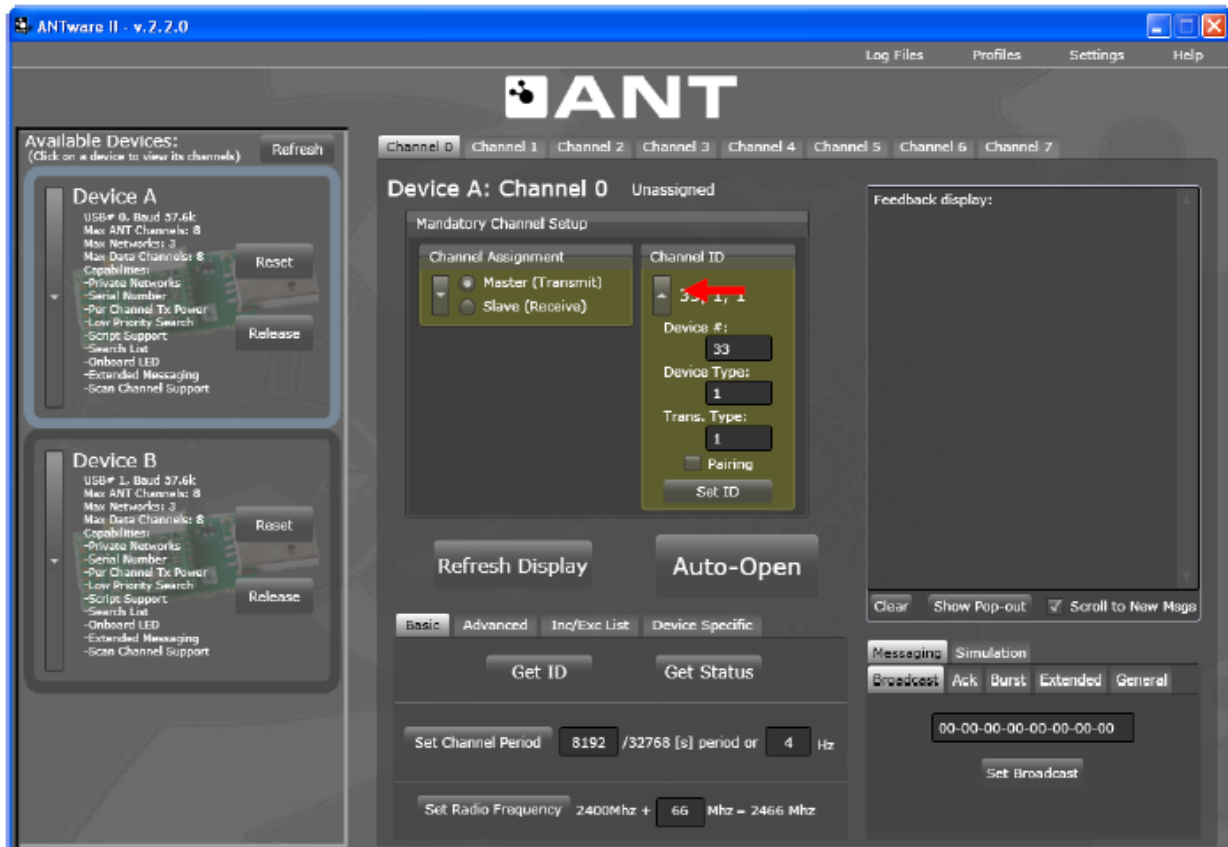 ANTware II - v.2.2.0
Log Files Profiles Settings Help
ANT
Available Devices:
(Click on a device to view its channels)
Refresh
Device A
USB# 0, Baud 57.6k
Max ANT Channels: 8
Max Networks: 3
Max Data Channels: 8
Capabilities:
-Private Networks
-Serial Number
-Per Channel Tx Power
-Low Priority Search
-Script Support
-Search List
-Onboard LED
-Extended Messaging
-Scan Channel Support
Reset
Release
Device B
USB# 1, Baud 57.6k
Max ANT Channels: 8
Max Networks: 3
Max Data Channels: 8
Capabilities:
-Private Networks
-Serial Number
-Per Channel Tx Power
-Low Priority Search
-Script Support
-Search List
-Onboard LED
-Extended Messaging
-Scan Channel Support
Reset
Release
Channel 0 Channel 1 Channel 2 Channel 3 Channel 4 Channel 5 Channel 6 Channel 7
Device A: Channel 0 Unassigned
Mandatory Channel Setup
Channel Assignment
Master (Transmit)
Slave (Receive)
Channel ID
33, 1, 1
Device #:
33
Device Type:
1
Trans. Type:
1
Pairing
Set ID
Refresh Display Auto-Open
Basic Advanced Inc/Exc List Device Specific
Get ID Get Status
Set Channel Period 8192 /32768 [s] period or 4 Hz
Set Radio Frequency 2400Mhz + 66 Mhz = 2466 Mhz
Feedback display:
Clear Show Pop-out Scroll to New Msgs
Messaging Simulation
Broadcast Ack Burst Extended General
00-00-00-00-00-00-00-00
Set Broadcast